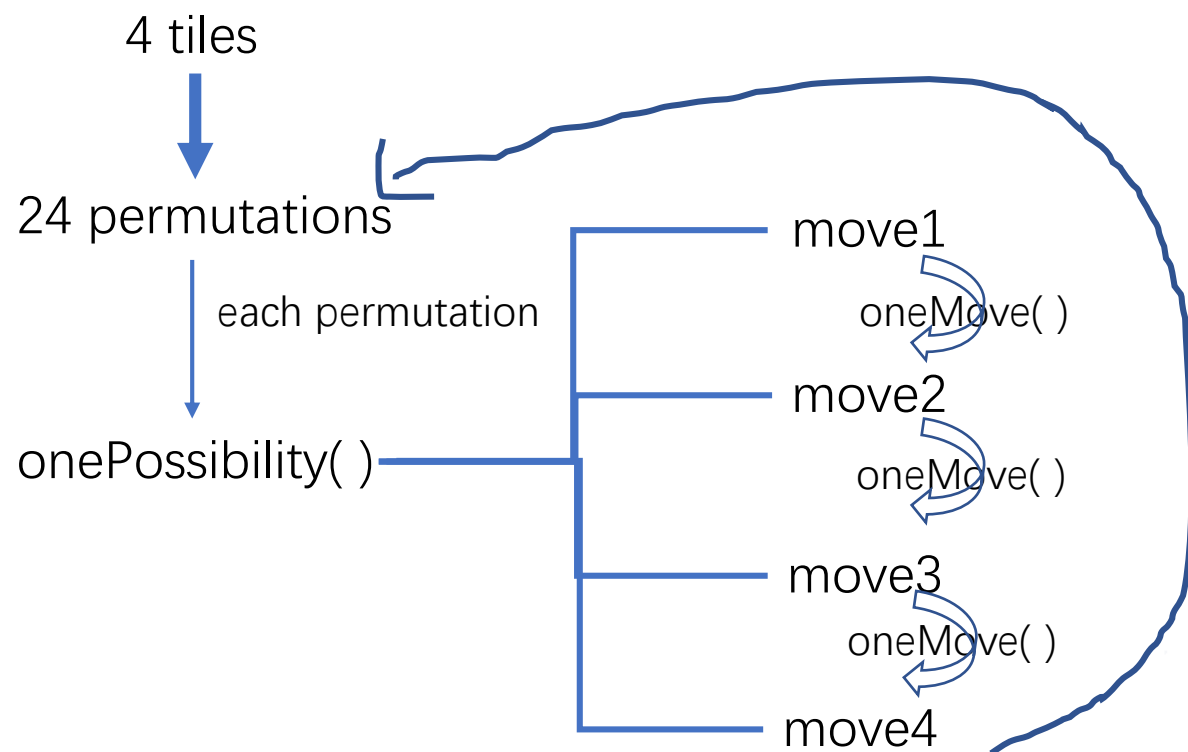 4 tiles
24 permutations
each permutation
onePossibility( )
move1
oneMove( )
move2
oneMove( )
move3
oneMove( )
move4